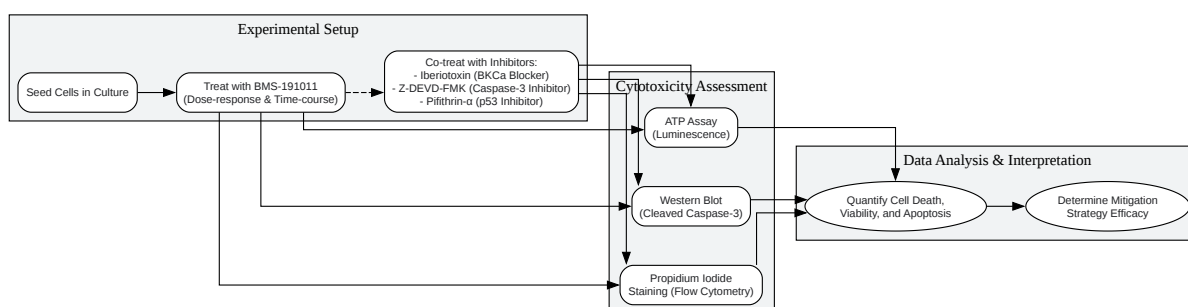 Experimental Setup
Seed Cells in Culture
Treat with BMS-191011
(Dose-response & Time-course)
Co-treat with Inhibitors:
- Iberiotoxin (BKCa Blocker)
- Z-DEVD-FMK (Caspase-3 Inhibitor)
- Pifithrin-α (p53 Inhibitor)
Cytotoxicity Assessment
ATP Assay
(Luminescence)
Western Blot
(Cleaved Caspase-3)
Propidium Iodide
Staining (Flow Cytometry)
Data Analysis & Interpretation
Quantify Cell Death,
Viability, and Apoptosis
Determine Mitigation
Strategy Efficacy